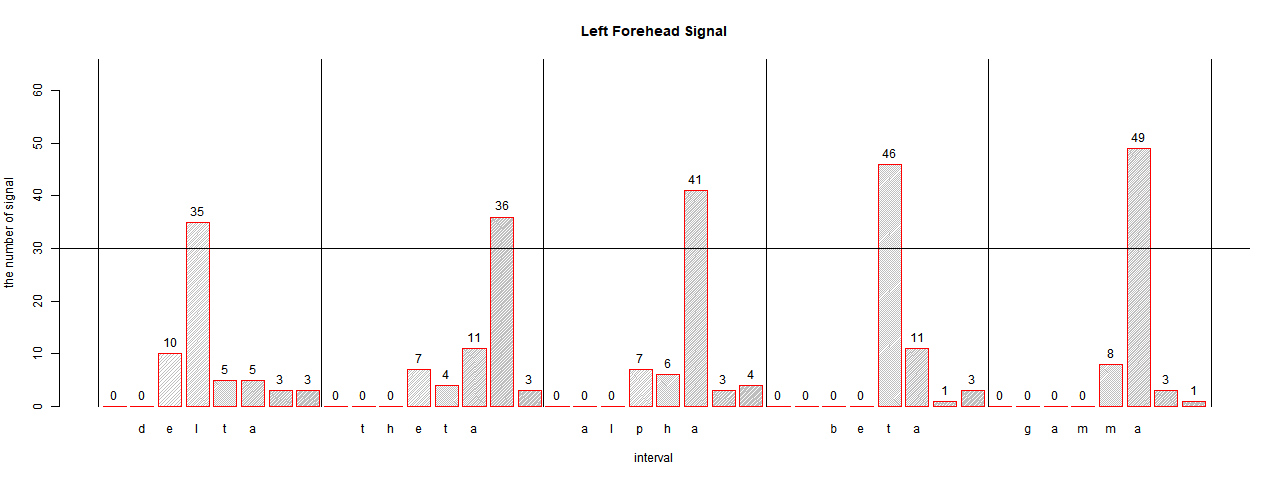 Left Forehead Signal
the number of signal
60
50
40
30
20
10
0
0 0 10 35 5 5 3 3 0 0 0 7 4 11 36 3 0 0 0 7 6 41 3 4 0 0 0 0 46 11 1 3 0 0 0 0 8 49 3 1
d e l t a t h e t a a l p h a b e t a g a m m a
interval